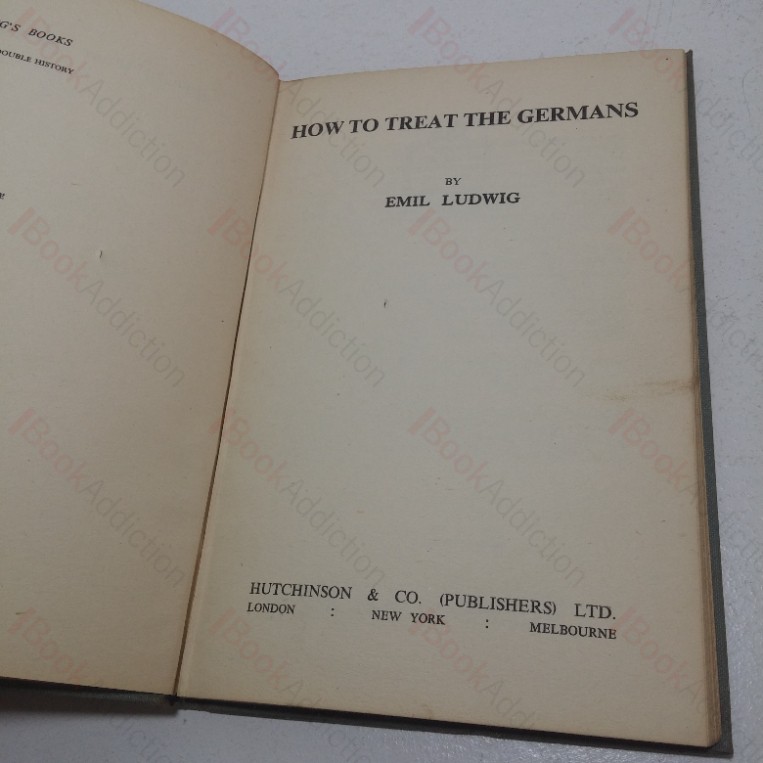 G'S BOOKS
DOUBLE HISTORY
HOW TO TREAT THE GERMANS
BY
EMIL LUDWIG
HUTCHINSON & CO. (PUBLISHERS) LTD.
LONDON : NEW YORK : MELBOURNE
BookAddiction